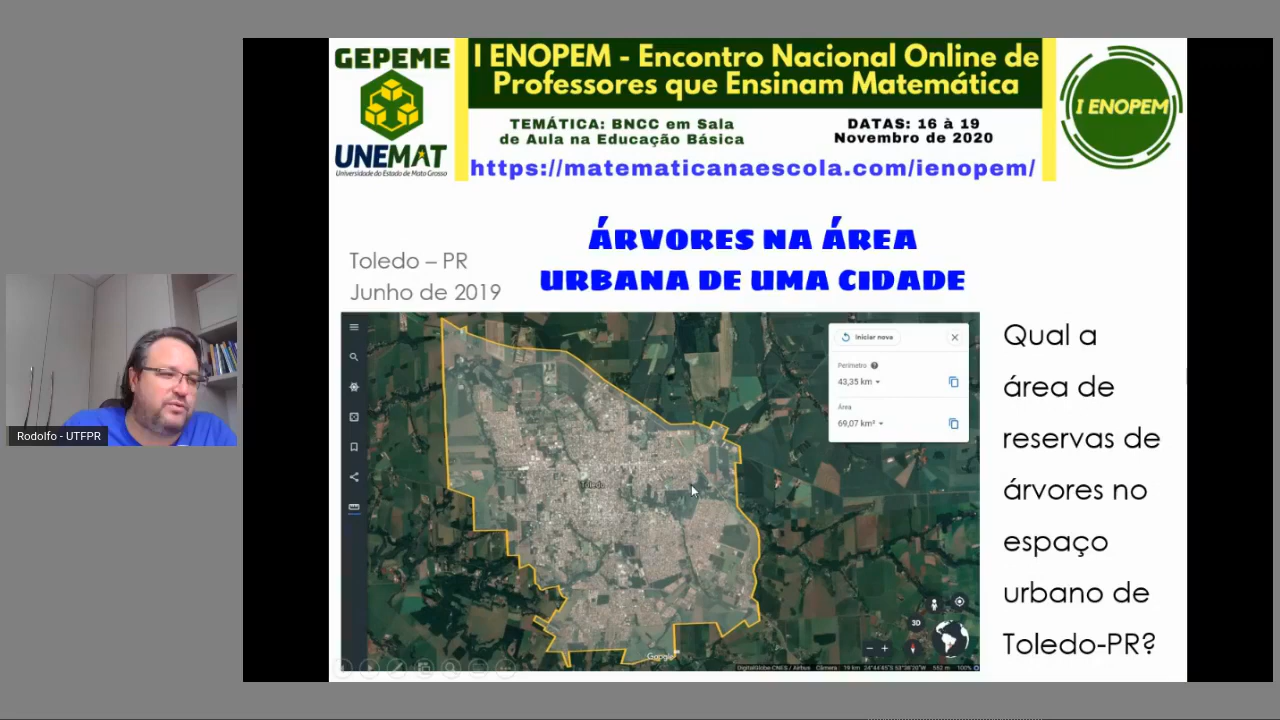 GEPEME
UNEMAT
Universidade do Estado de Mato Grosso
I ENOPEM - Encontro Nacional Online de
Professores que Ensinam Matemática
TEMÁTICA: BNCC em Sala
de Aula na Educação Básica
DATAS: 16 à 19
Novembro de 2020
https://matematicanaescola.com/ienopem/
I ENOPEM
Toledo – PR
Junho de 2019
ÁRVORES NA ÁREA
URBANA DE UMA CIDADE
Iniciar nova
Perímetro
43,35 km
Área
69,07 km²
Toledo
3D
Google
Qual a
área de
reservas de
árvores no
espaço
urbano de
Toledo-PR?
Rodolfo - UTFPR